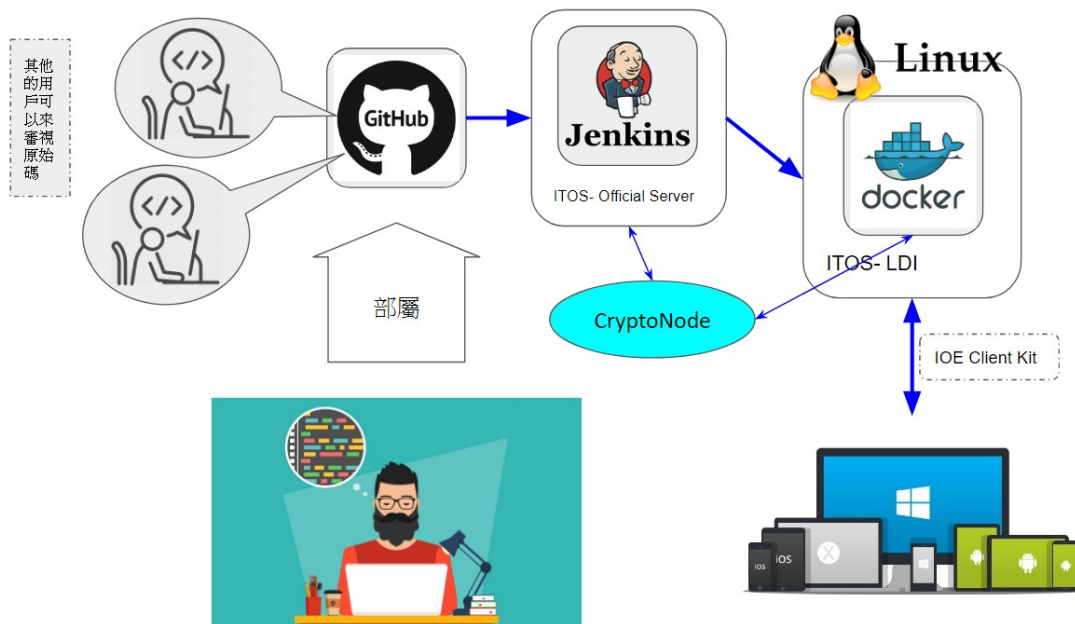 其他
的用
戶可
以來
審視
原始
碼
</>
</>
GitHub
Jenkins
ITOS- Official Server
Linux
docker
ITOS- LDI
部屬
CryptoNode
IOE Client Kit
iOS
iOS
X